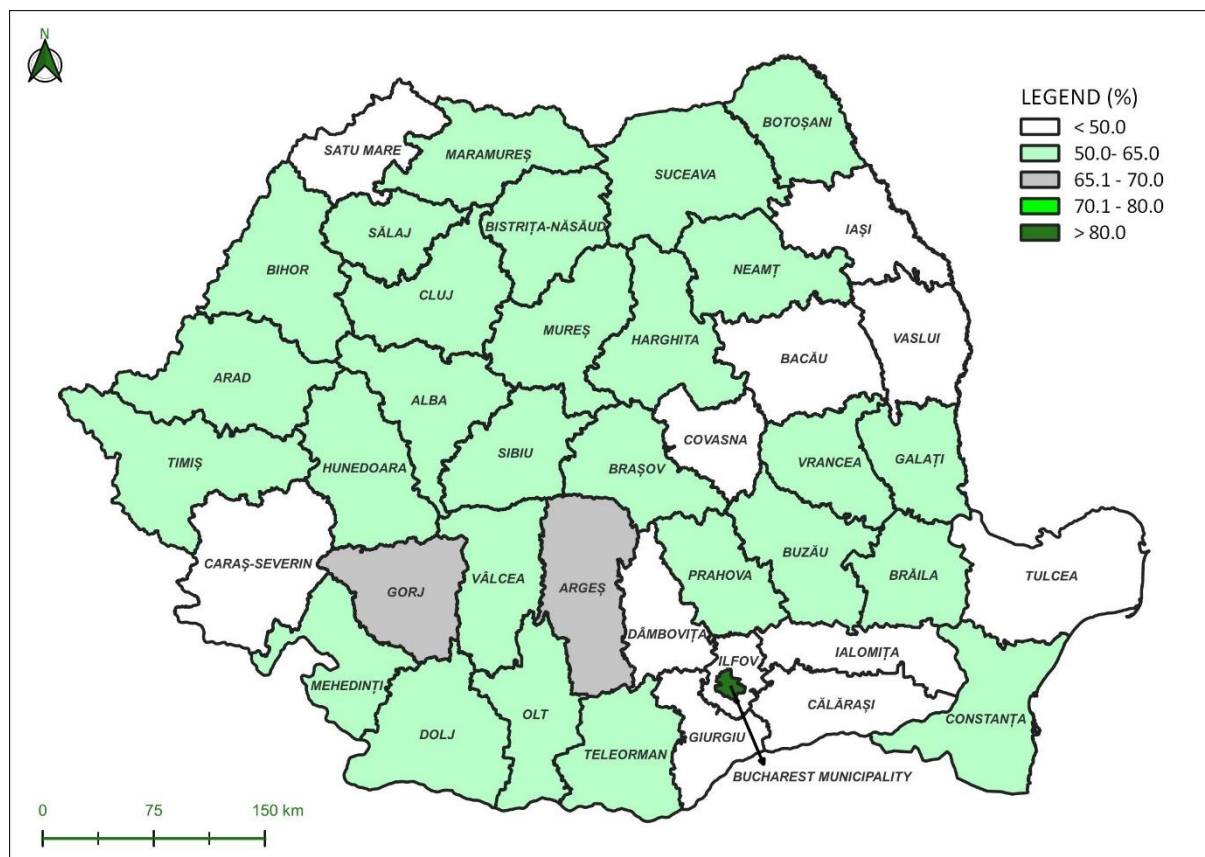 N
LEGEND (%)
< 50.0
50.0- 65.0
65.1 - 70.0
70.1 - 80.0
> 80.0
BOTOȘANI
SATU MARE
MARAMUREȘ
SUCEAVA
IAȘI
SĂLAJ
BISTRIȚA-NĂSĂUD
BIHOR
NEAMȚ
CLUJ
MUREȘ
HARGHITA
VASLUI
BACĂU
ARAD
ALBA
COVASNA
SIBIU
TIMIȘ
HUNEDOARA
BRAȘOV
VRANCEA
GALAȚI
CARAȘ-SEVERIN
GORJ
VÂLCEA
ARGEȘ
PRAHOVA
BUZĂU
BRĂILA
TULCEA
DÂMBOVIȚA
ILFOV
IALOMIȚA
MEHEDINȚI
CĂLĂRAȘI
OLT
CONSTANȚA
DOLJ
TELEORMAN
GIURGIU
BUCHAREST MUNICIPALITY
0 75 150 km